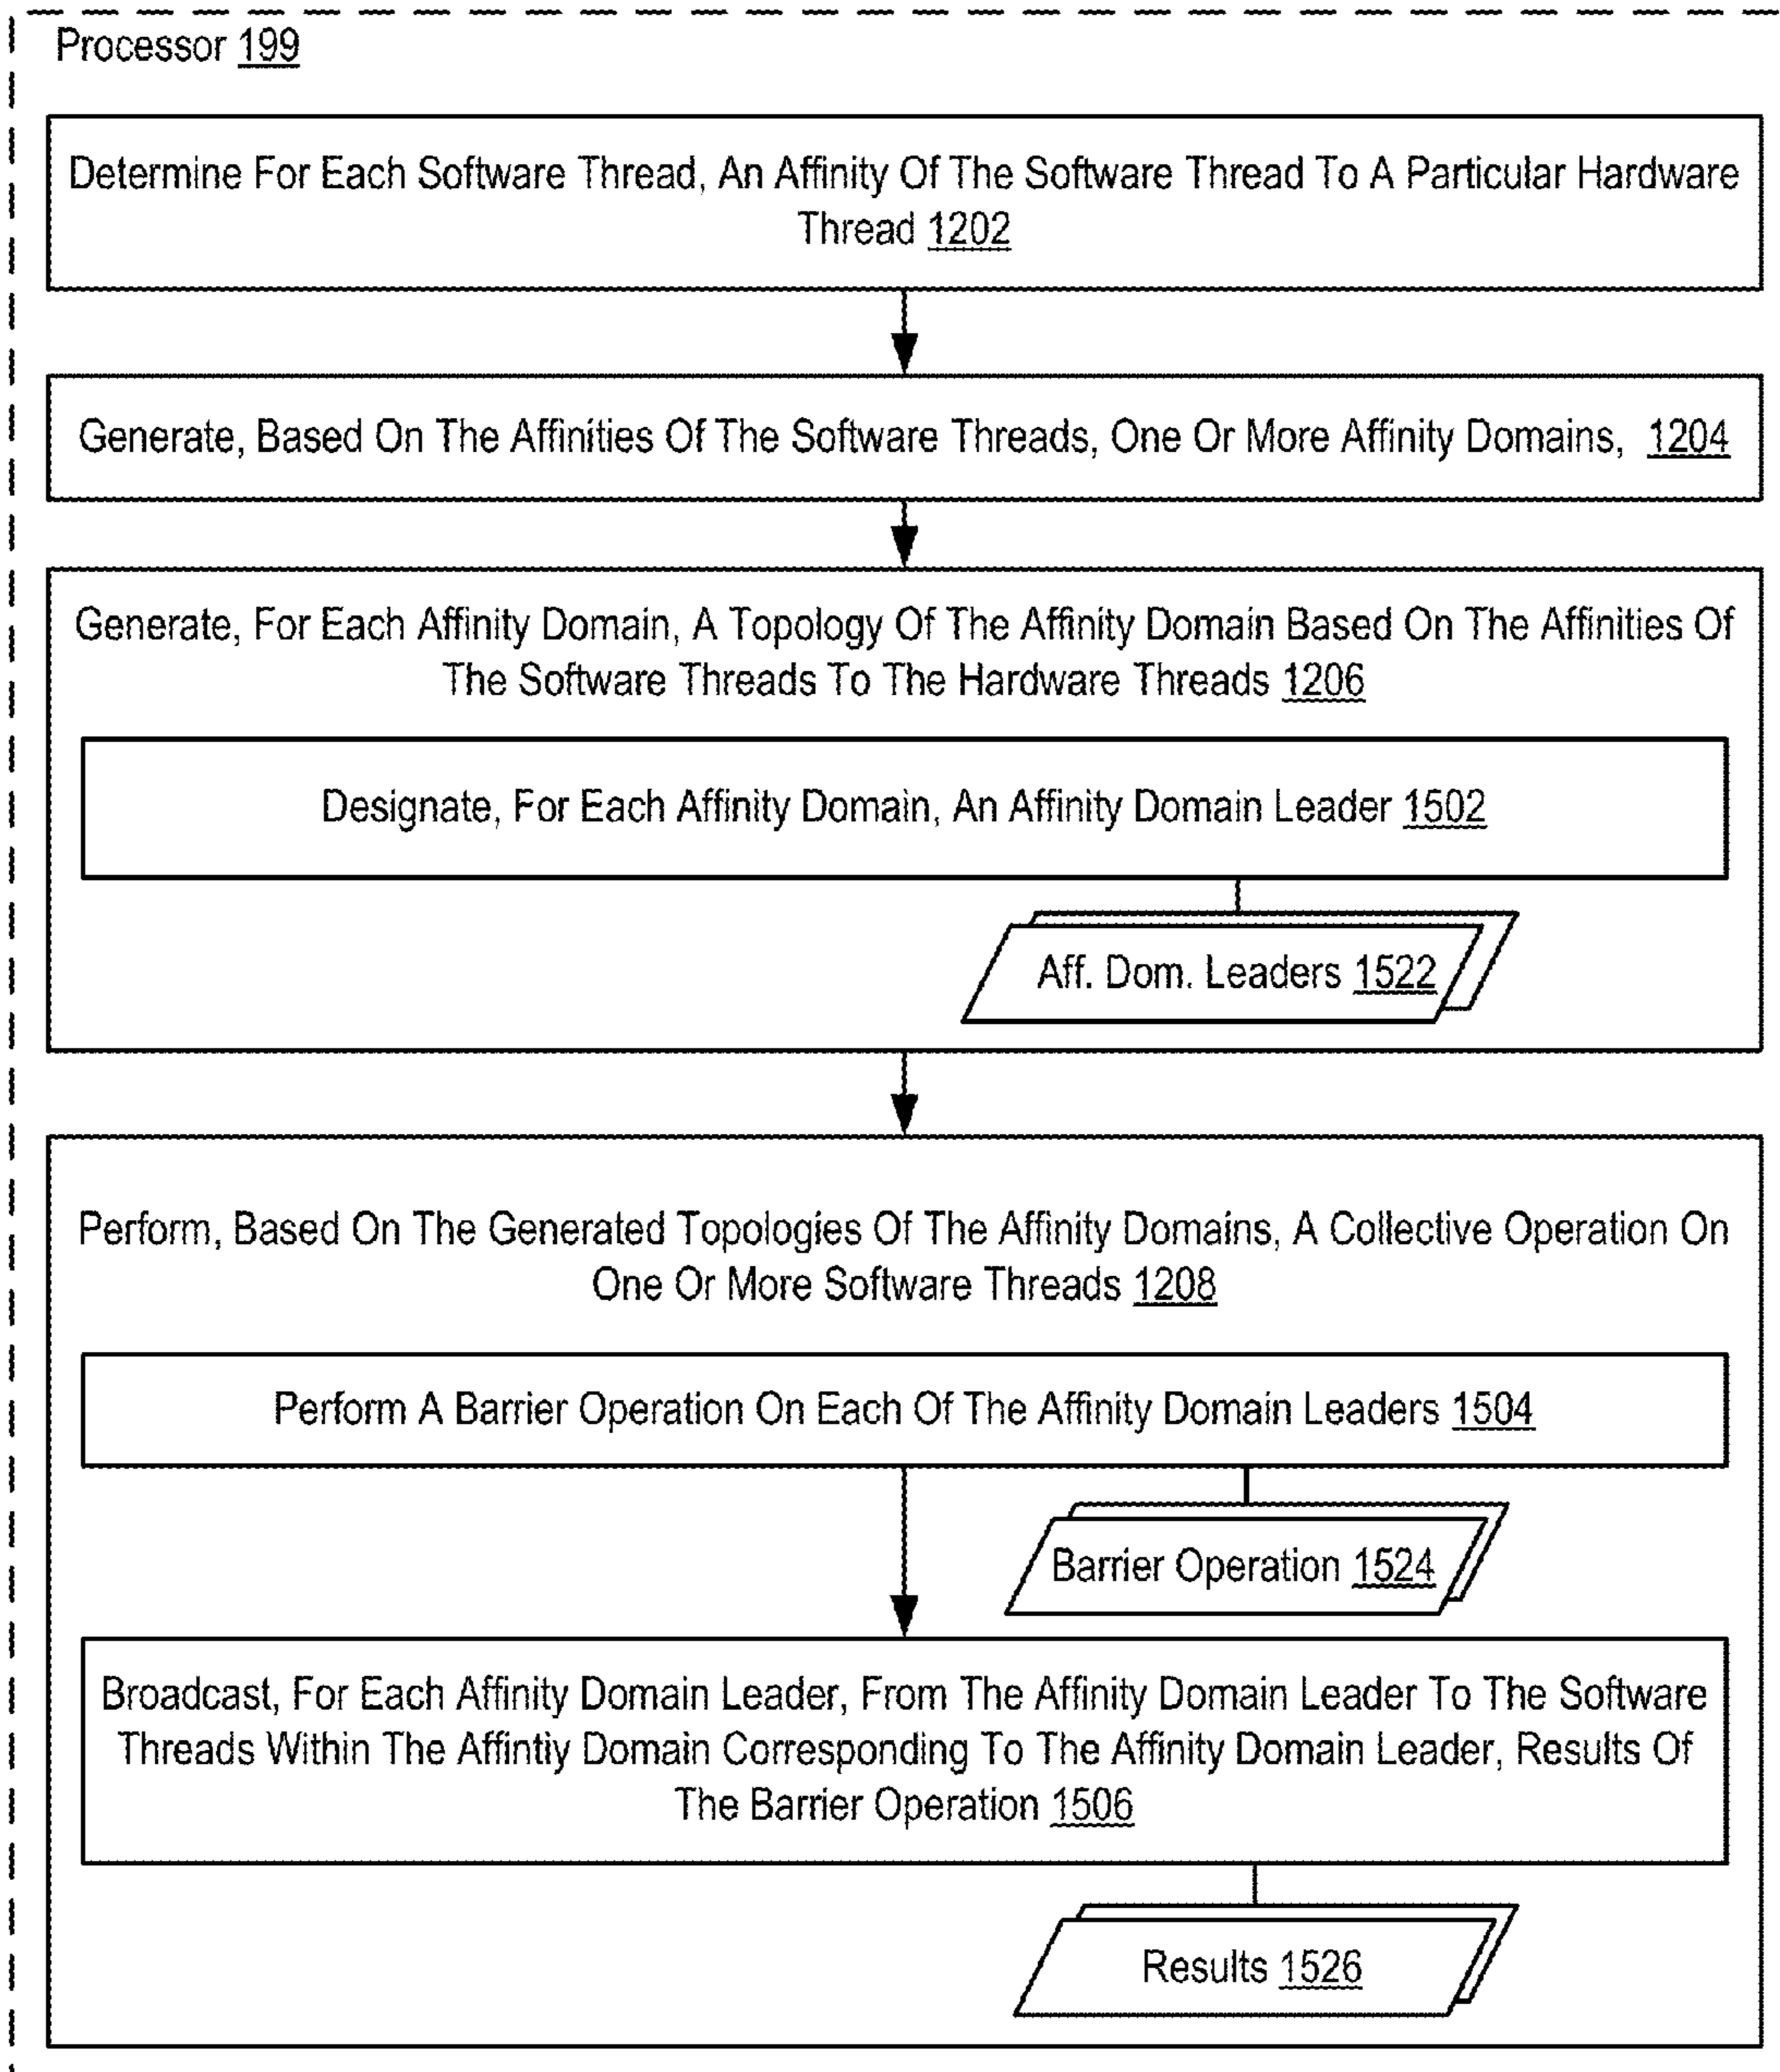 Processor 199
Determine For Each Software Thread, An Affinity Of The Software Thread To A Particular Hardware
Thread 1202
Generate, Based On The Affinities Of The Software Threads, One Or More Affinity Domains, 1204
Generate, For Each Affinity Domain, A Topology Of The Affinity Domain Based On The Affinities Of
The Software Threads To The Hardware Threads 1206
Designate, For Each Affinity Domain, An Affinity Domain Leader 1502
Aff. Dom. Leaders 1522
Perform, Based On The Generated Topologies Of The Affinity Domains, A Collective Operation On
One Or More Software Threads 1208
Perform A Barrier Operation On Each Of The Affinity Domain Leaders 1504
Barrier Operation 1524
Broadcast, For Each Affinity Domain Leader, From The Affinity Domain Leader To The Software
Threads Within The Affintiy Domain Corresponding To The Affinity Domain Leader, Results Of
The Barrier Operation 1506
Results 1526